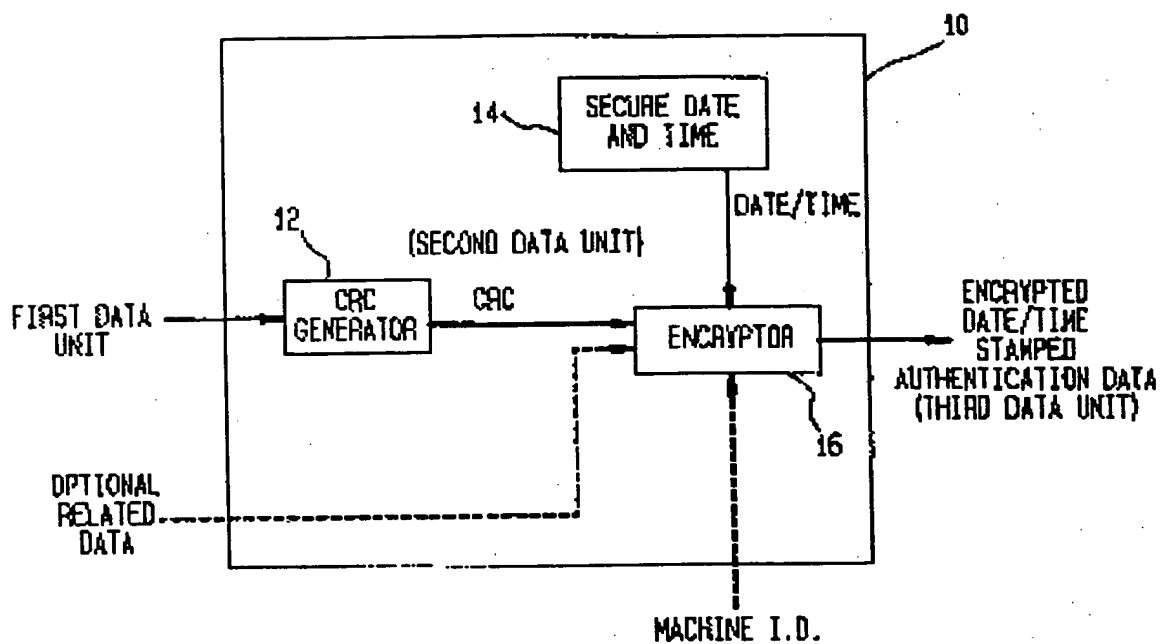 10
SECURE DATE
AND TIME
14
DATE/TIME
12
(SECOND DATA UNIT)
FIRST DATA
UNIT
CRC
GENERATOR
CRC
ENCRYPTOR
ENCRYPTED
DATE/TIME
STAMPED
AUTHENTICATION DATA
(THIRD DATA UNIT)
16
OPTIONAL
RELATED
DATA
MACHINE I.D.